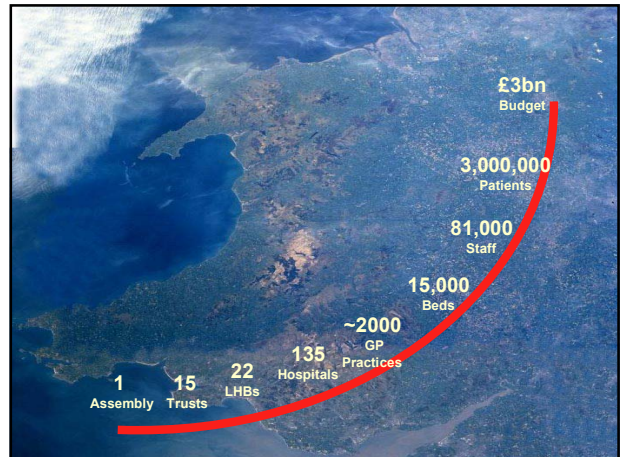 £3bn
Budget
3,000,000
Patients
81,000
Staff
15,000
Beds
~2000
GP
Practices
135
Hospitals
22
LHBs
15
Trusts
1
Assembly